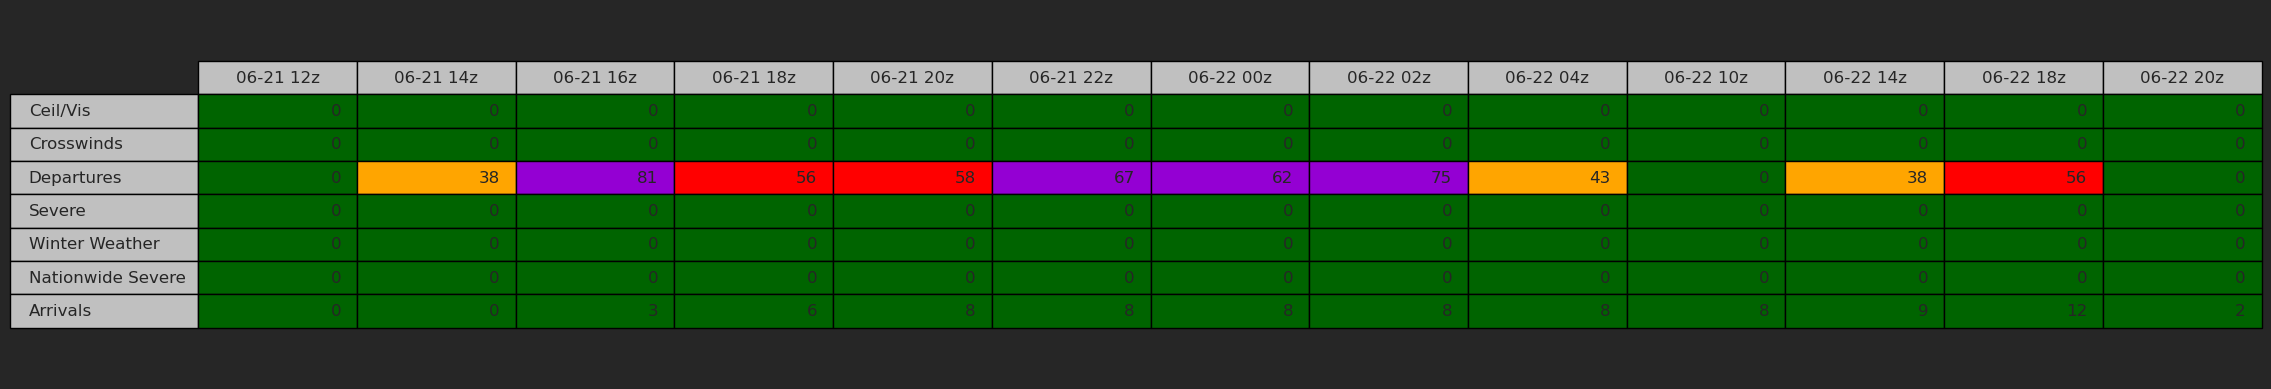 06-21 12z 06-21 14z 06-21 16z 06-21 18z 06-21 20z 06-21 22z 06-22 00z 06-22 02z 06-22 04z 06-22 10z 06-22 14z 06-22 18z 06-22 20z
Ceil/Vis 0 0 0 0 0 0 0 0 0 0 0 0 0
Crosswinds 0 0 0 0 0 0 0 0 0 0 0 0 0
Departures 0 38 81 56 58 67 62 75 43 0 38 56 0
Severe 0 0 0 0 0 0 0 0 0 0 0 0 0
Winter Weather 0 0 0 0 0 0 0 0 0 0 0 0 0
Nationwide Severe 0 0 0 0 0 0 0 0 0 0 0 0 0
Arrivals 0 0 3 6 8 8 8 8 8 8 9 12 2